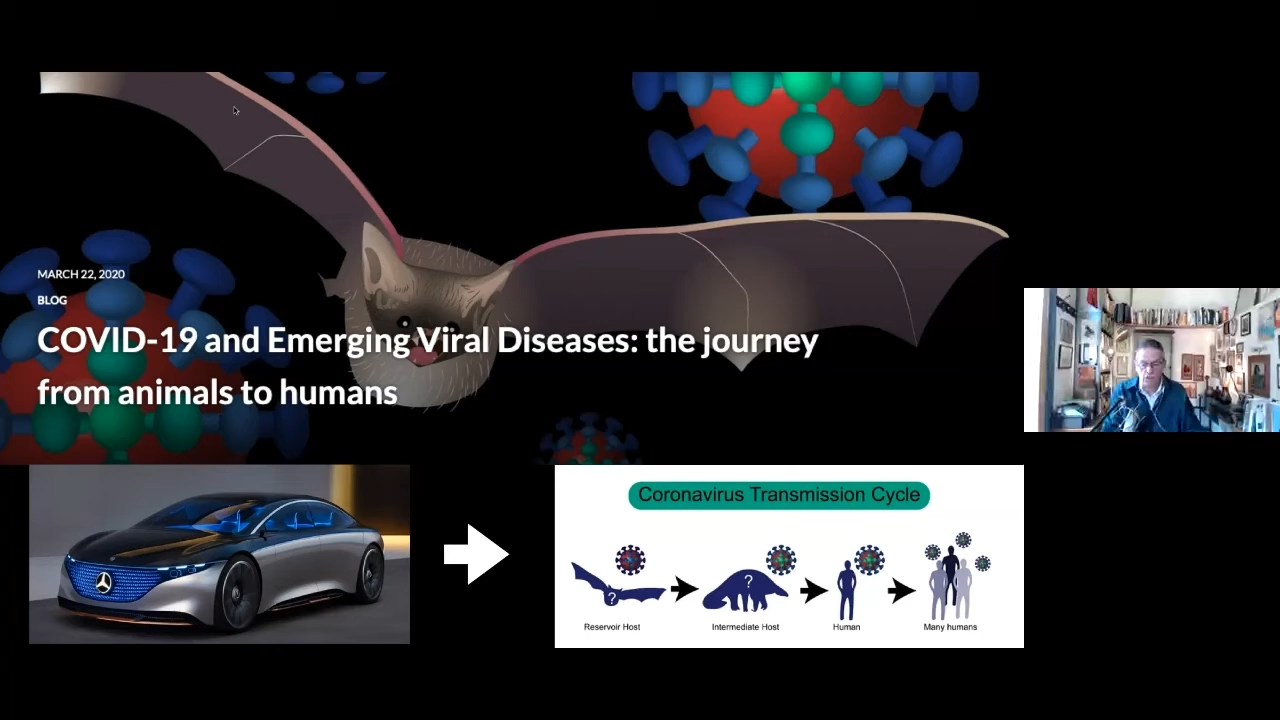 MARCH 22, 2020
BLOG
COVID-19 and Emerging Viral Diseases: the journey
from animals to humans
Coronavirus Transmission Cycle
?
?
Reservoir Host
Intermediate Host
Human
Many humans